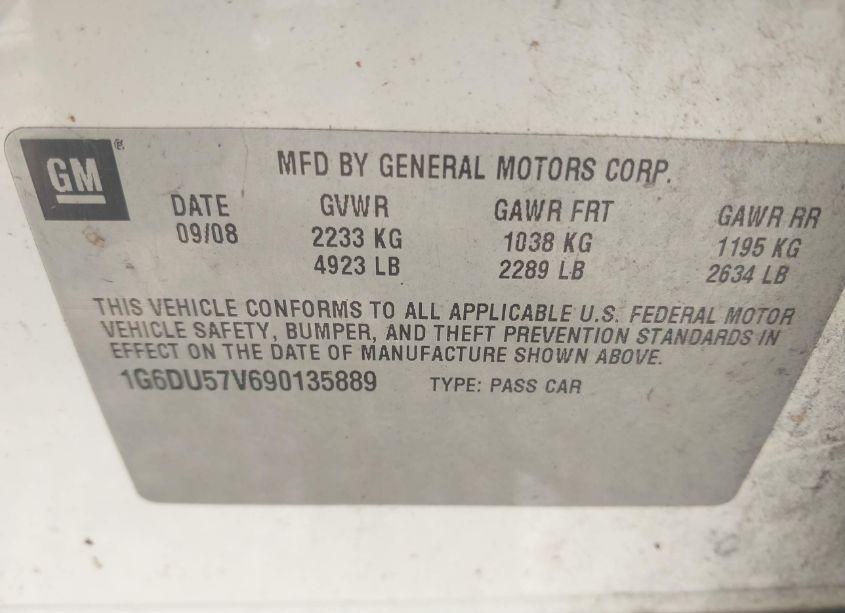 GM®
MFD BY GENERAL MOTORS CORP.
DATE GVWR GAWR FRT GAWR RR
09/08 2233 KG 1038 KG 1195 KG
4923 LB 2289 LB 2634 LB
THIS VEHICLE CONFORMS TO ALL APPLICABLE U.S. FEDERAL MOTOR
VEHICLE SAFETY, BUMPER, AND THEFT PREVENTION STANDARDS IN
EFFECT ON THE DATE OF MANUFACTURE SHOWN ABOVE.
1G6DU57V690135889 TYPE: PASS CAR